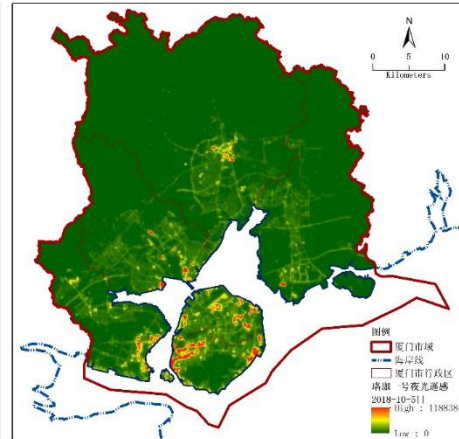 N
0 5 10
Kilometers
图例
厦门市域
海岸线
厦门市行政区
珞珈一号夜光遥感
2018-10-5日
High : 118838
Low : 0